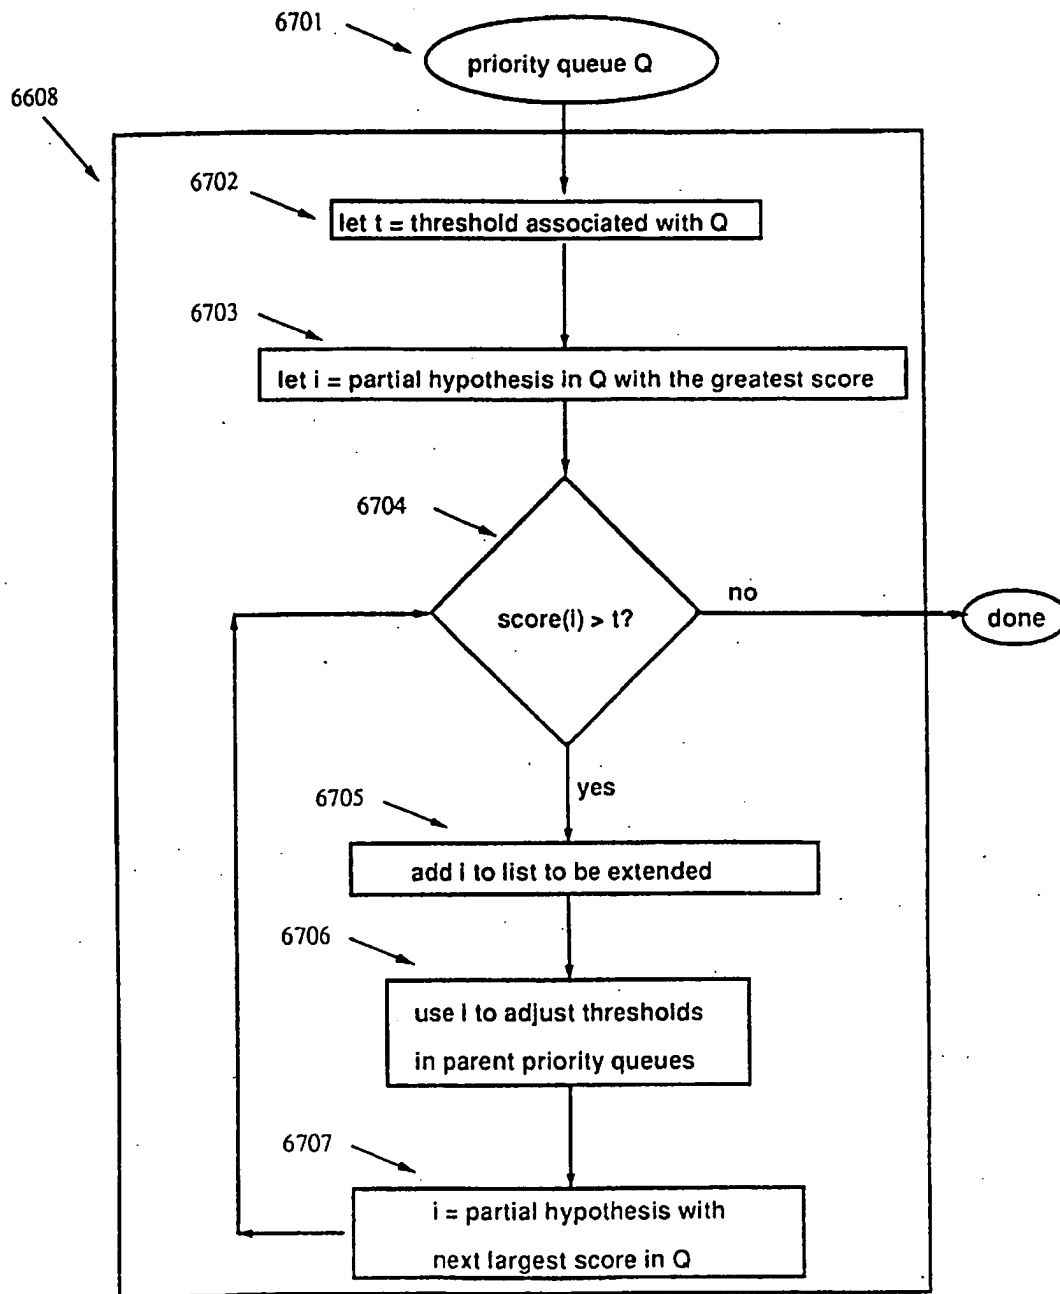 6701
priority queue Q
6608
6702
let t = threshold associated with Q
6703
let i = partial hypothesis in Q with the greatest score
6704
score(i) > t?
no
done
yes
6705
add i to list to be extended
6706
use i to adjust thresholds
in parent priority queues
6707
i = partial hypothesis with
next largest score in Q